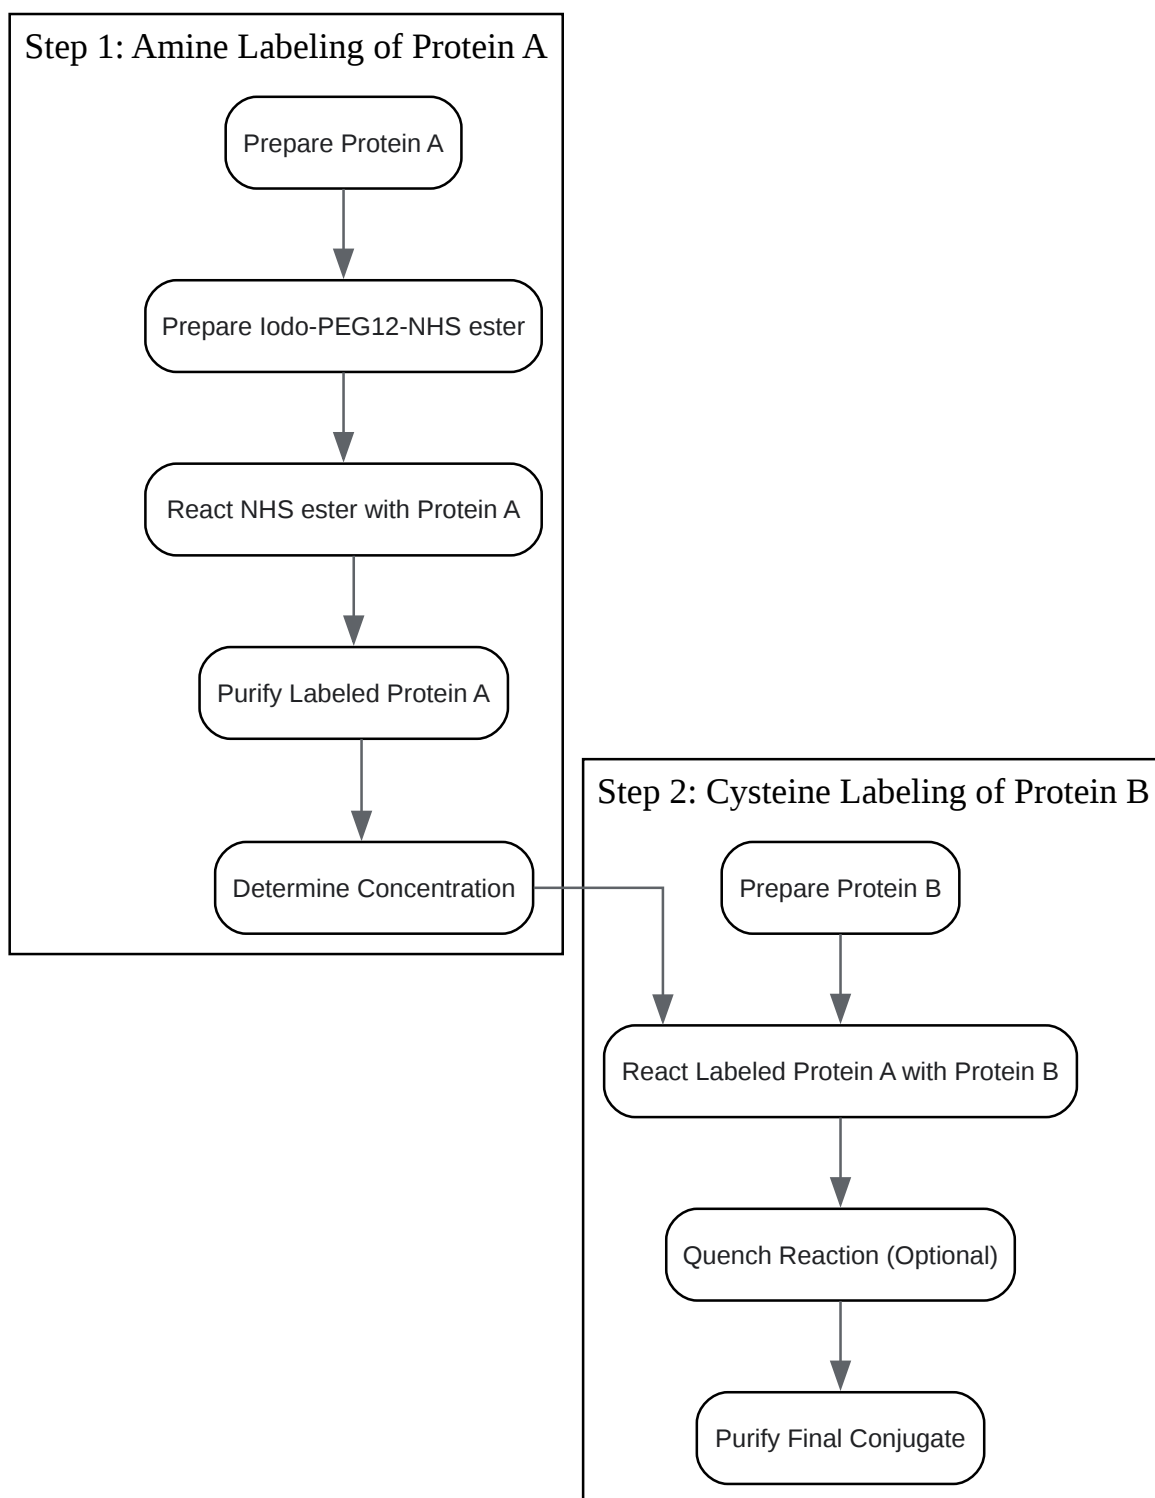 Step 1: Amine Labeling of Protein A
Prepare Protein A
Prepare Iodo-PEG12-NHS ester
React NHS ester with Protein A
Purify Labeled Protein A
Determine Concentration
Step 2: Cysteine Labeling of Protein B
Prepare Protein B
React Labeled Protein A with Protein B
Quench Reaction (Optional)
Purify Final Conjugate